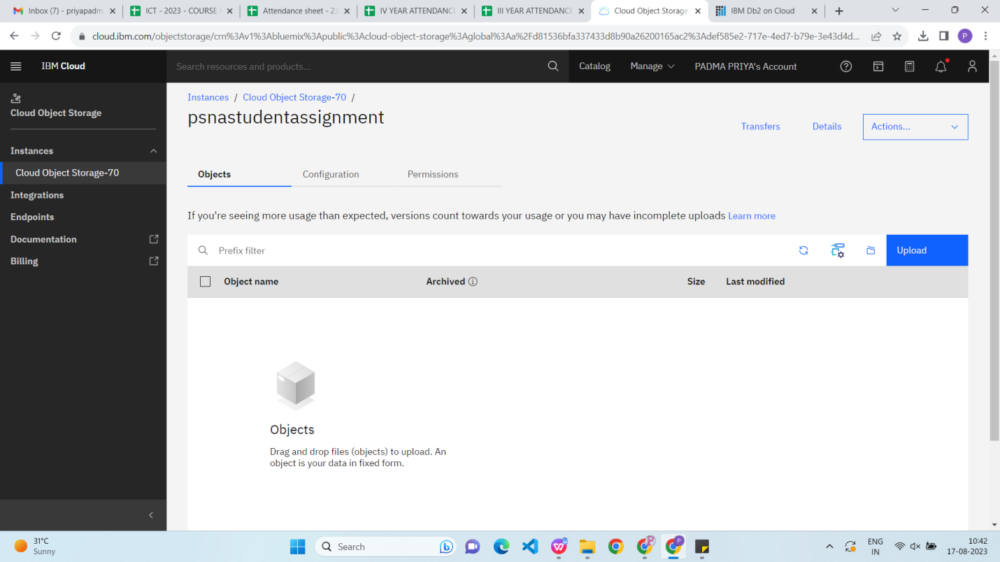 Inbox (7) - priyapadm
ICT - 2023 - COURSE
Attendance sheet - 23
IV YEAR ATTENDANCE
III YEAR ATTENDANCE
Cloud Object Storage
IBM Db2 on Cloud
cloud.ibm.com/objectstorage/crn%3Av1%3Abluemix%3Apublic%3Acloud-object-storage%3Aglobal%3Aa%2Fd81536bfa337433d8b90a26200165ac2%3Adef585e2-717e-4ed7-b79e-3e43d4d...
P
IBM Cloud
Search resources and products...
Catalog
Manage
PADMA PRIYA's Account
Cloud Object Storage
Instances
Cloud Object Storage-70
Integrations
Endpoints
Documentation
Billing
Instances / Cloud Object Storage-70 /
psnastudentassignment
Transfers
Details
Actions...
Objects
Configuration
Permissions
If you're seeing more usage than expected, versions count towards your usage or you may have incomplete uploads Learn more
Prefix filter
Upload
Object name
Archived
Size
Last modified
Objects
Drag and drop files (objects) to upload. An
object is your data in fixed form.
31°C
Sunny
Search
ENG
IN
10:42
17-08-2023